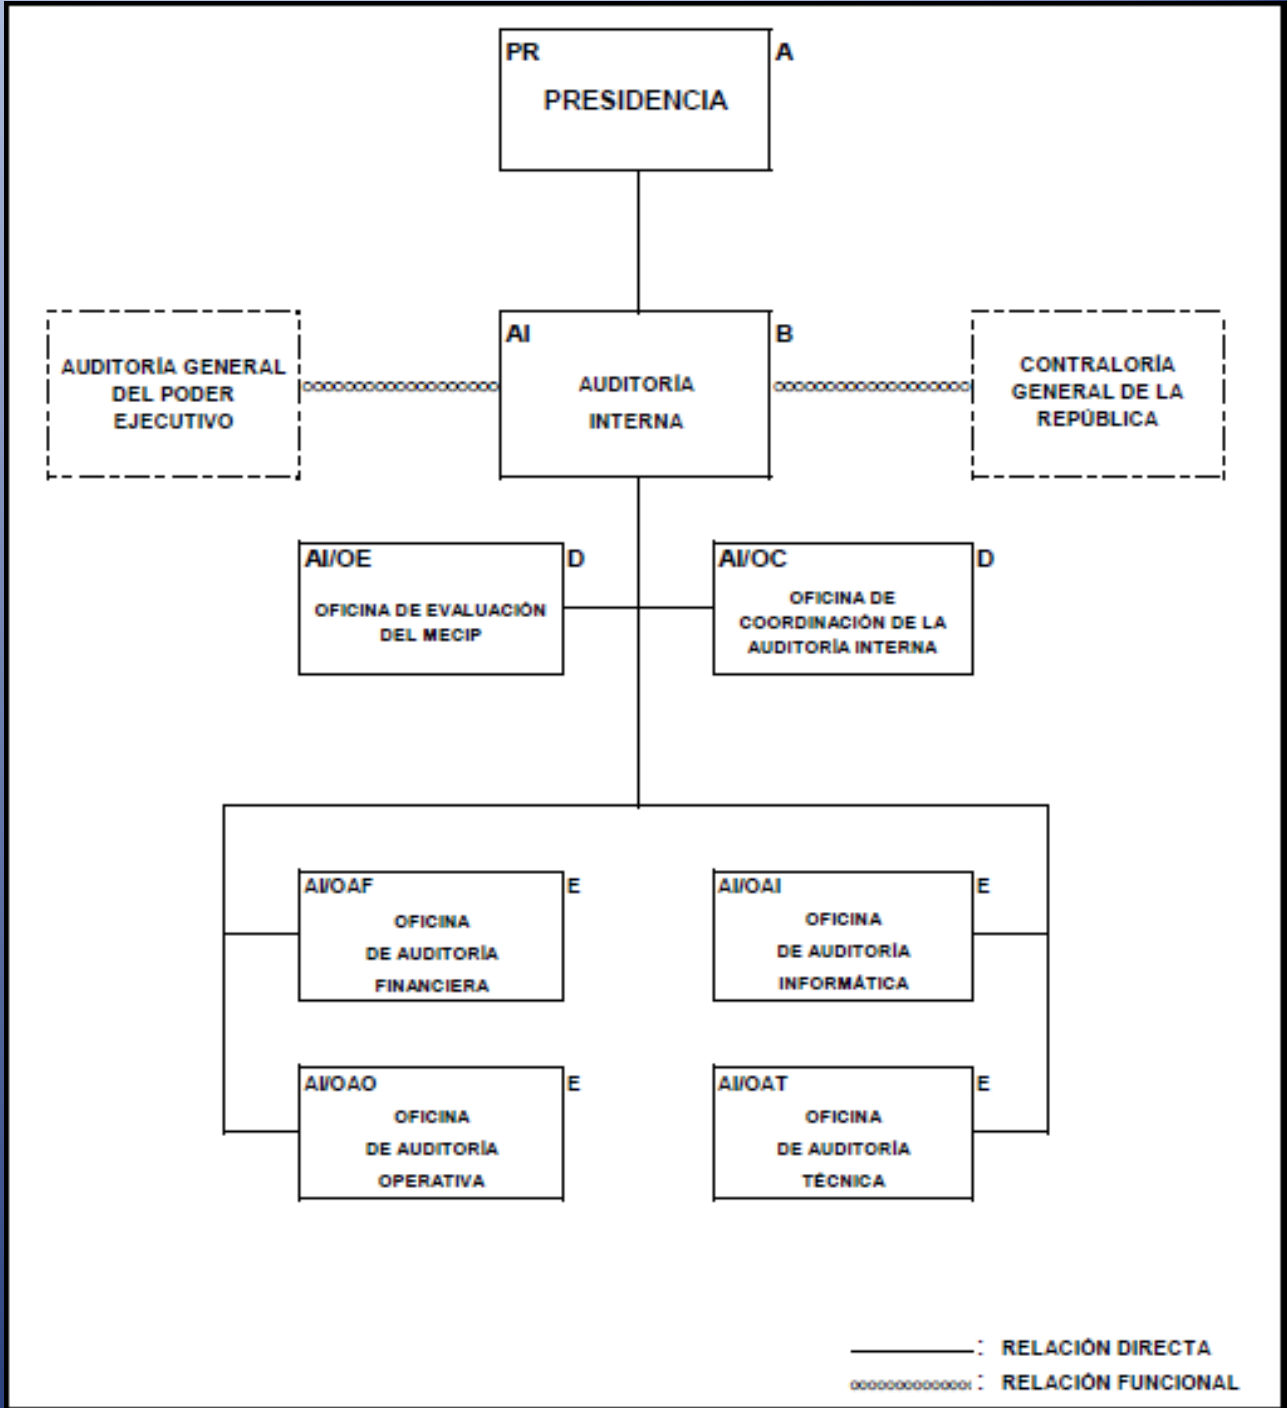 PR
A
PRESIDENCIA
AUDITORÍA GENERAL
DEL PODER
EJECUTIVO
AI
B
AUDITORÍA
INTERNA
CONTRALORÍA
GENERAL DE LA
REPÚBLICA
AI/OE
D
OFICINA DE EVALUACIÓN
DEL MECIP
AI/OC
D
OFICINA DE
COORDINACIÓN DE LA
AUDITORÍA INTERNA
AI/OAF
E
OFICINA
DE AUDITORÍA
FINANCIERA
AI/OAI
E
OFICINA
DE AUDITORÍA
INFORMÁTICA
AI/OAO
E
OFICINA
DE AUDITORÍA
OPERATIVA
AI/OAT
E
OFICINA
DE AUDITORÍA
TÉCNICA
: RELACIÓN DIRECTA
: RELACIÓN FUNCIONAL